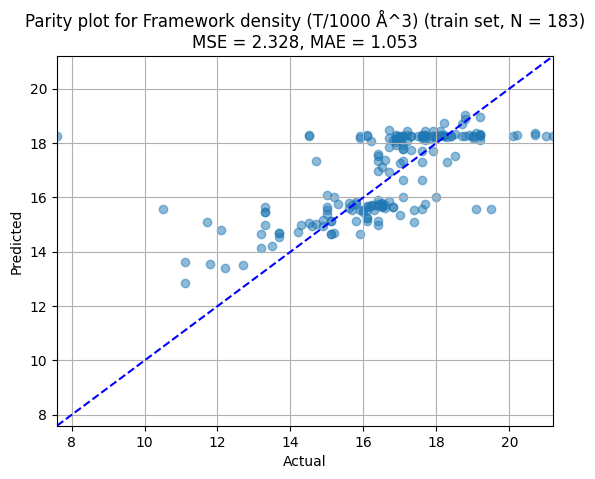 Parity plot for Framework density (T/1000 Å^3) (train set, N = 183)
MSE = 2.328, MAE = 1.053
20
18
16
14
12
10
8
Predicted
8 10 12 14 16 18 20
Actual